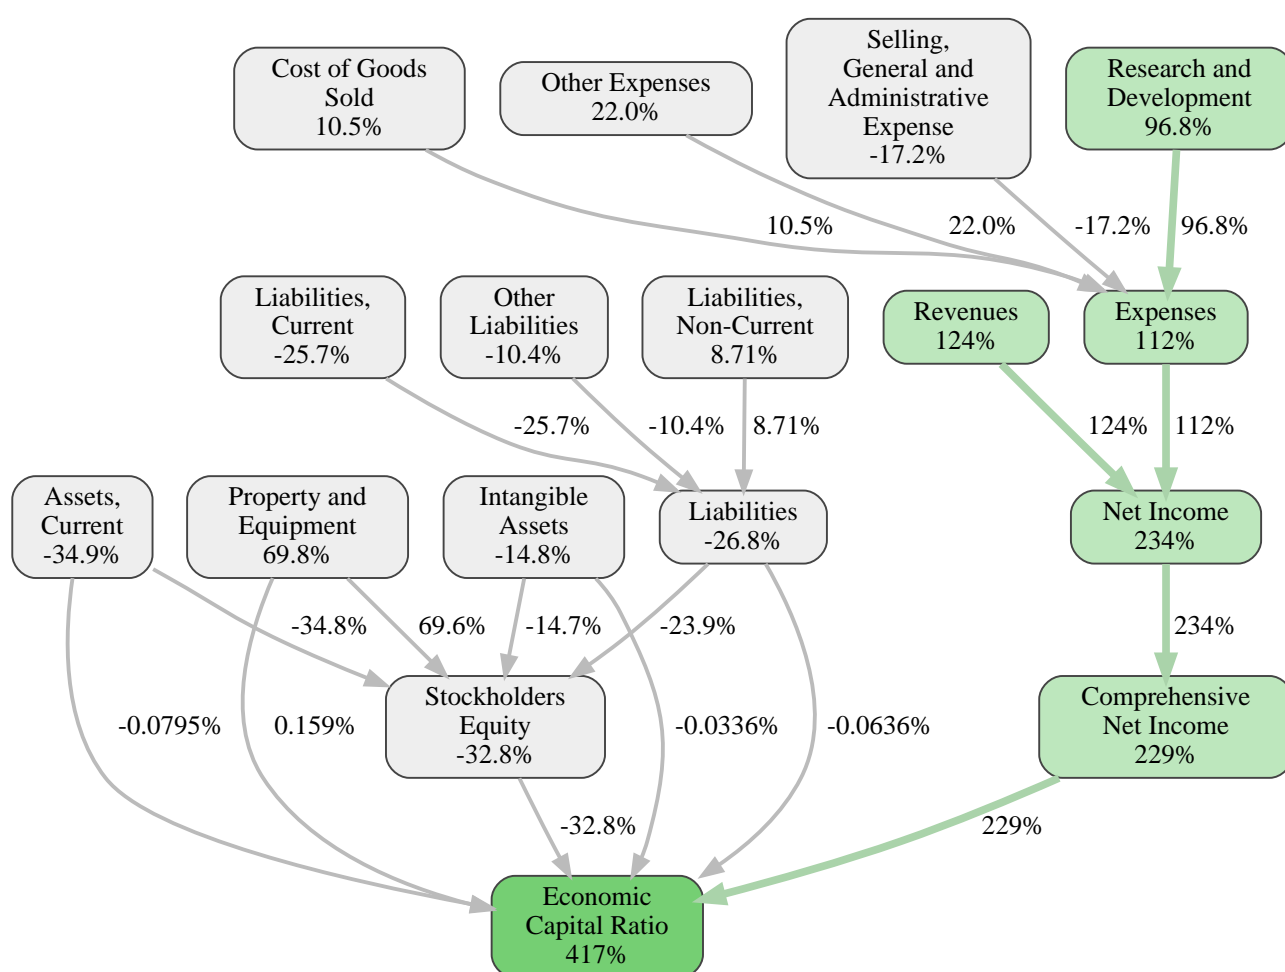 Cost of Goods
Sold
10.5%
Other Expenses
22.0%
Selling,
General and
Administrative
Expense
-17.2%
Research and
Development
96.8%
10.5%
22.0%
-17.2%
96.8%
Liabilities,
Current
-25.7%
Other
Liabilities
-10.4%
Liabilities,
Non-Current
8.71%
Revenues
124%
Expenses
112%
-25.7%
-10.4%
8.71%
124%
112%
Assets,
Current
-34.9%
Property and
Equipment
69.8%
Intangible
Assets
-14.8%
Liabilities
-26.8%
Net Income
234%
-34.8%
69.6%
-14.7%
-23.9%
234%
Stockholders
Equity
-32.8%
Comprehensive
Net Income
229%
-0.0795%
0.159%
-0.0336%
-0.0636%
-32.8%
229%
Economic
Capital Ratio
417%